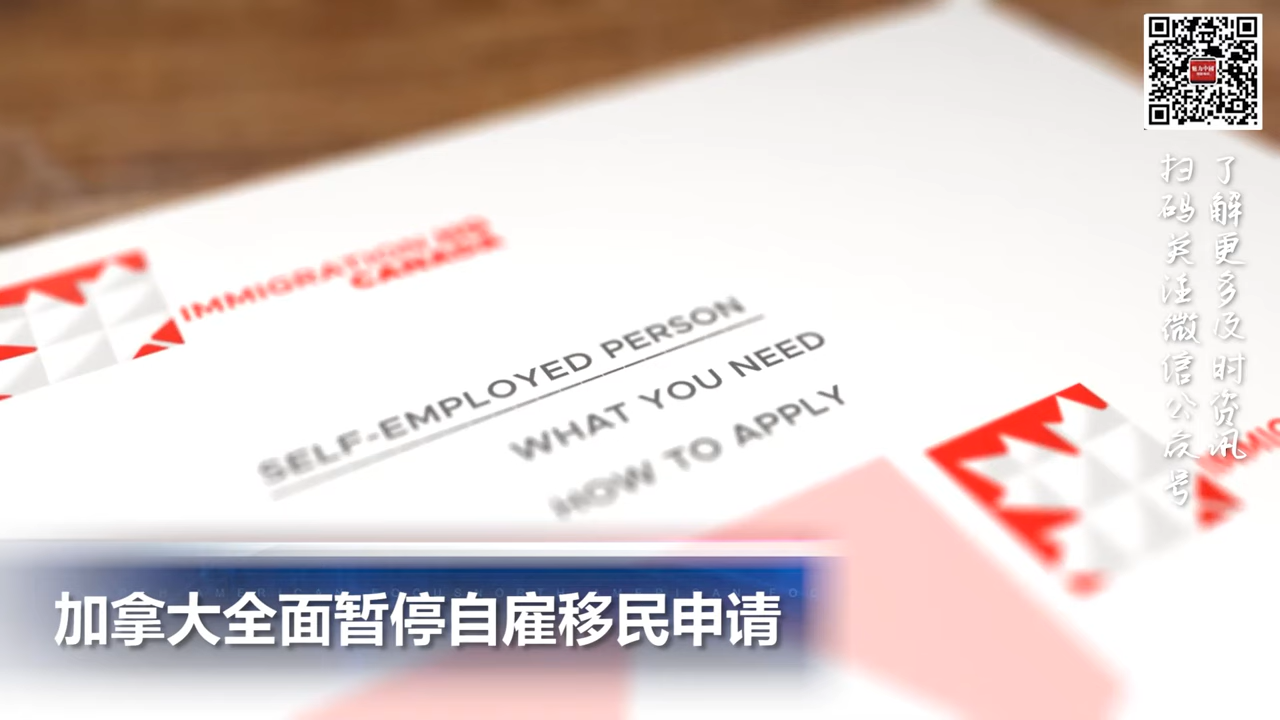 IMMIGRATION
CANADA
SELF-EMPLOYED PERSON
WHAT YOU NEED
HOW TO APPLY
了解更多及时资讯
扫码关注微信公众号
加拿大全面暂停自雇移民申请